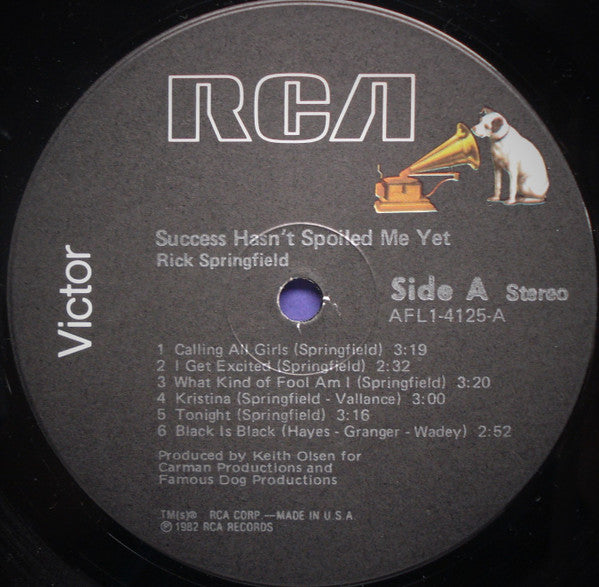 RCA
Victor
Success Hasn't Spoiled Me Yet
Rick Springfield
Side A Stereo
AFL1-4125-A
1 Calling All Girls (Springfield) 3:19
2 I Get Excited (Springfield) 2:32
3 What Kind of Fool Am I (Springfield) 3:20
4 Kristina (Springfield - Vallance) 3:00
5 Tonight (Springfield) 3:16
6 Black Is Black (Hayes - Granger - Wadey) 2:52
Produced by Keith Olsen for
Carman Productions and
Famous Dog Productions
TM(s)® RCA CORP.—MADE IN U.S.A.
℗1982 RCA RECORDS